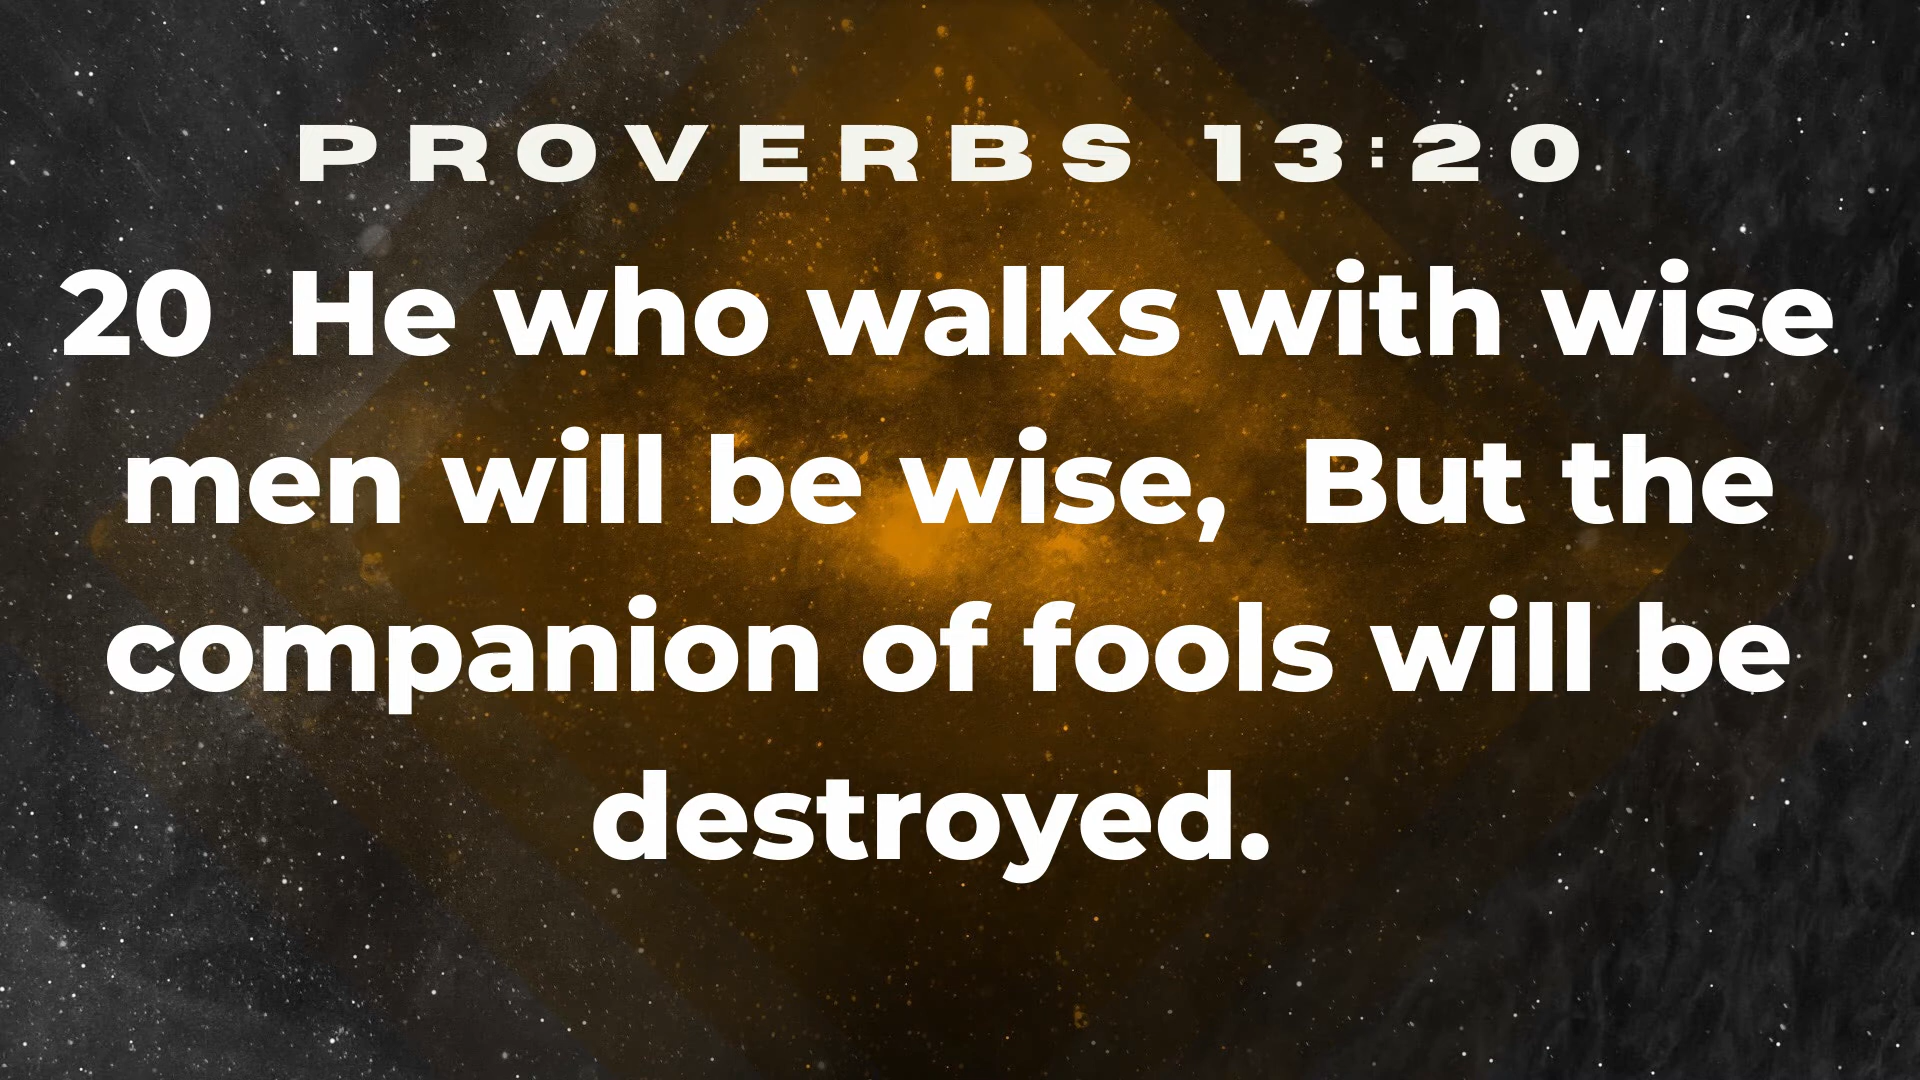 PROVERBS 13:20
20  He who walks with wise
men will be wise,  But the
companion of fools will be
destroyed.